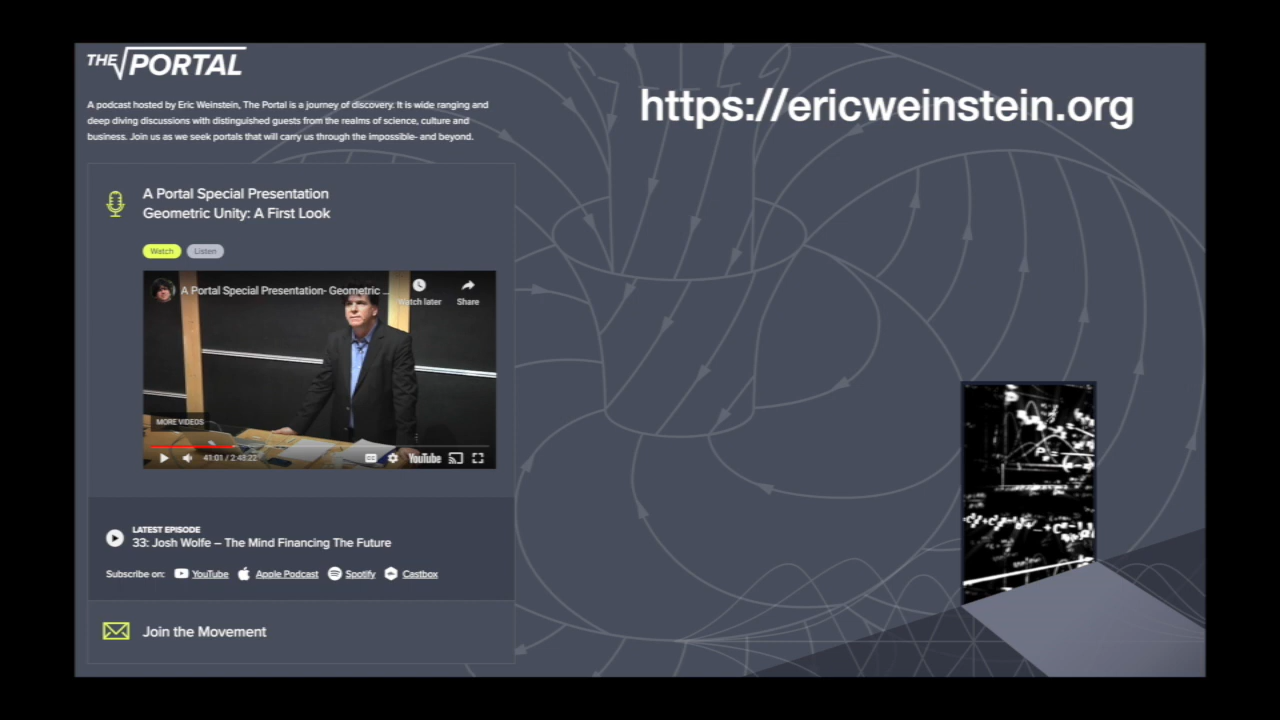 THE PORTAL
https://ericweinstein.org
A podcast hosted by Eric Weinstein, The Portal is a journey of discovery. It is wide ranging and
deep diving discussions with distinguished guests from the realms of science, culture and
business. Join us as we seek portals that will carry us through the impossible- and beyond.
A Portal Special Presentation
Geometric Unity: A First Look
Watch Listen
A Portal Special Presentation- Geometric ...
Watch later Share
MORE VIDEOS
41:01 / 2:48:22
CC YouTube
LATEST EPISODE
33: Josh Wolfe – The Mind Financing The Future
Subscribe on: YouTube Apple Podcast Spotify Castbox
Join the Movement